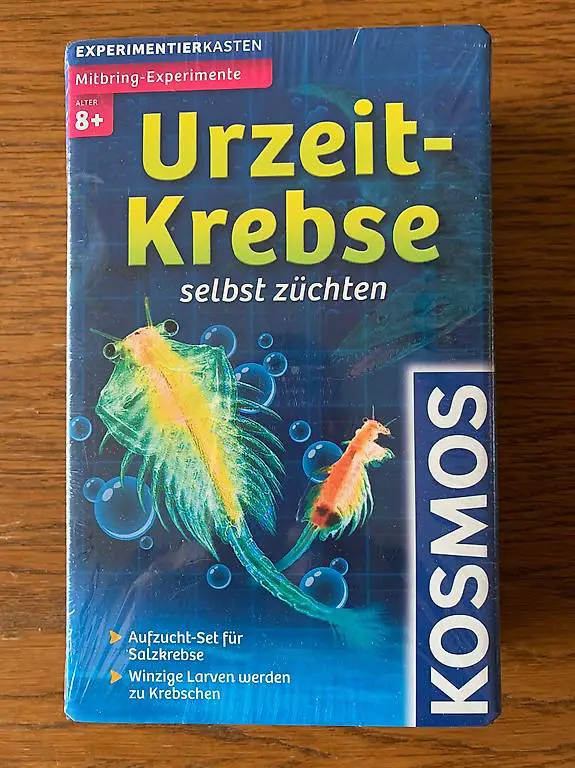 EXPERIMENTIERKASTEN
Mitbring-Experimente
ALTER
8+
Urzeit-
Krebse
selbst züchten
KOSMOS
Aufzucht-Set für
Salzkrebse
Winzige Larven werden
zu Krebschen